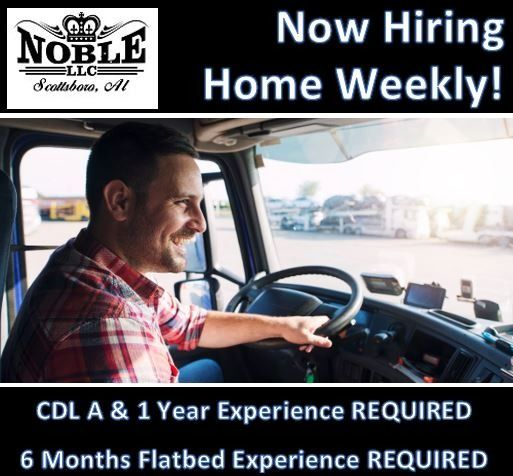 NOBLE
LLC
Scottsboro, Al
Now Hiring
Home Weekly!
CDL A & 1 Year Experience REQUIRED
6 Months Flatbed Experience REQUIRED